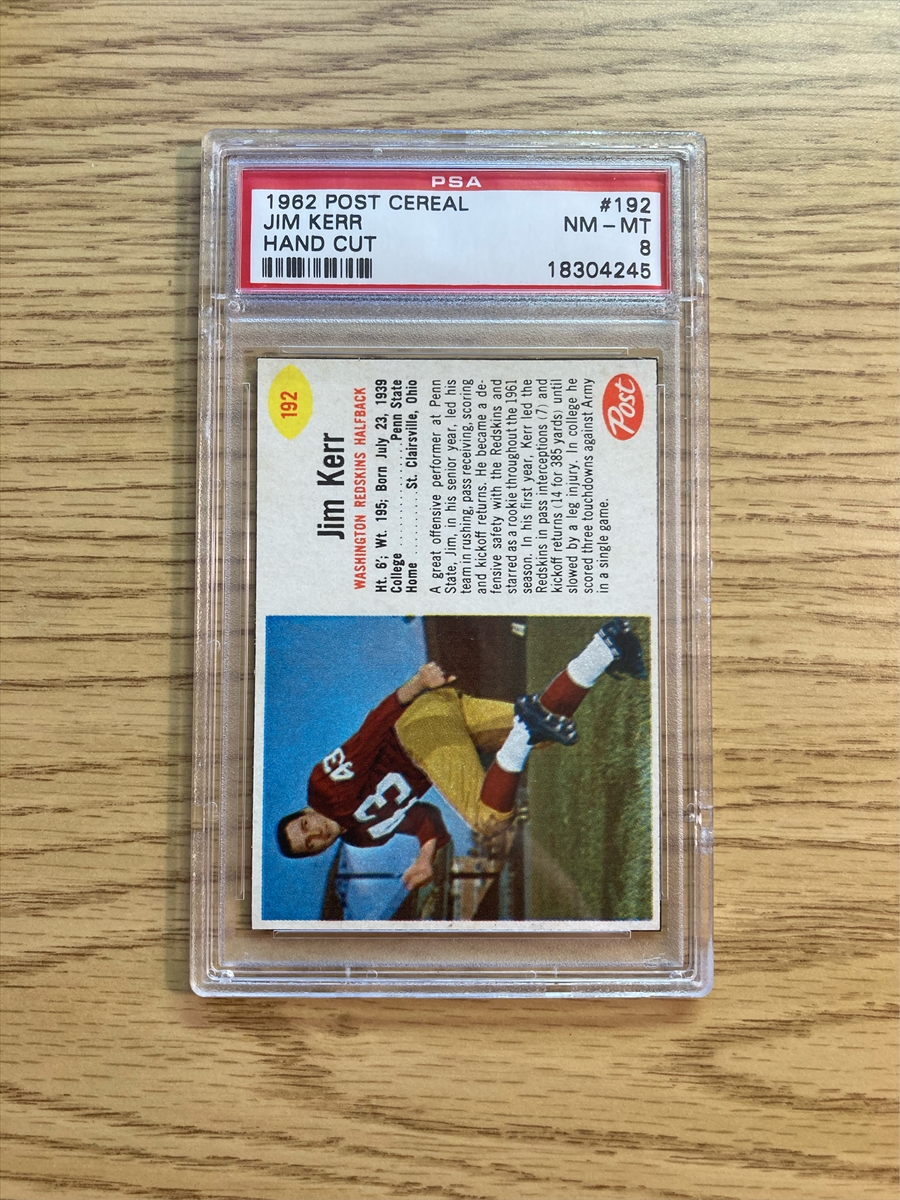 PSA
1962 POST CEREAL #192
JIM KERR NM - MT
HAND CUT 8
18304245
192
Jim Kerr
WASHINGTON REDSKINS HALFBACK
Ht. 6'; Wt. 195; Born July 23, 1939
College ................Penn State
Home ..........St. Clairsville, Ohio
A great offensive performer at Penn
State, Jim, in his senior year, led his
team in rushing, pass receiving, scoring
and kickoff returns. He became a de-
fensive safety with the Redskins and
starred as a rookie throughout the 1961
season. In his first year, Kerr led the
Redskins in pass interceptions (7) and
kickoff returns (14 for 385 yards) until
slowed by a leg injury. In college he
scored three touchdowns against Army
in a single game.
Post
43
43